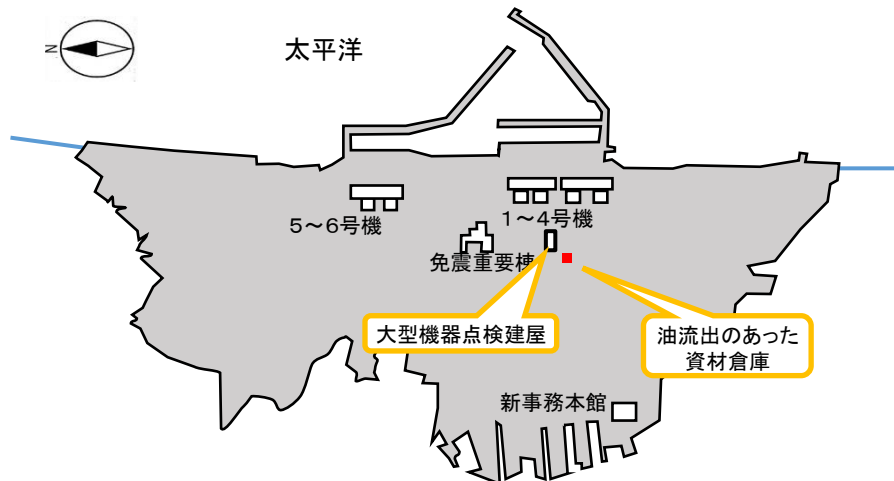 N
太平洋
5～6号機
1～4号機
免震重要棟
大型機器点検建屋
油流出のあった
資材倉庫
新事務本館